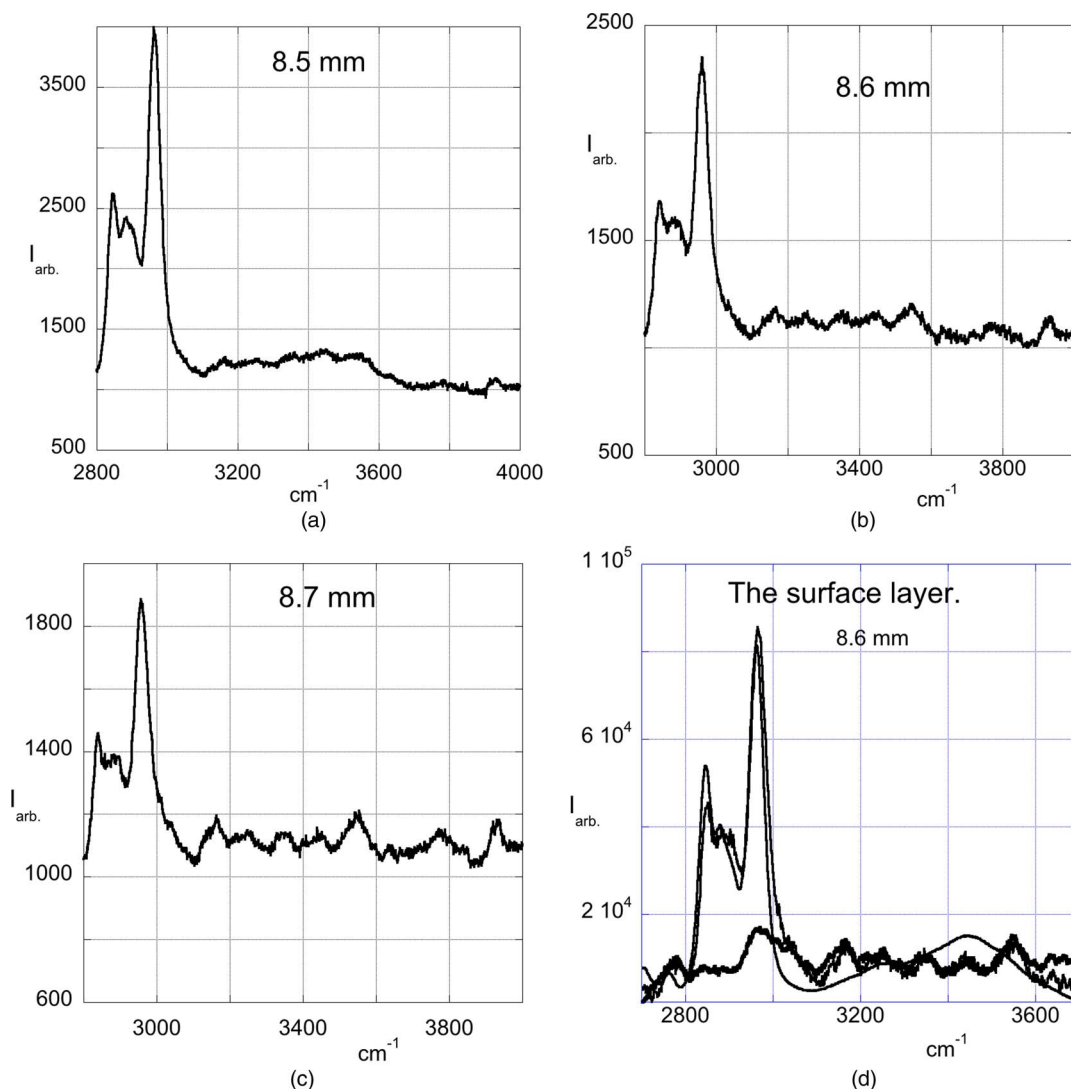 8.5 mm
3500
2500
I arb.
1500
500
2800 3200 3600 4000
cm-1
(a)
2500
8.6 mm
I arb.
1500
500
3000 3400 3800
cm-1
(b)
8.7 mm
1800
1400
I arb.
1000
600
3000 3400 3800
cm-1
(c)
1 10^5
The surface layer.
8.6 mm
6 10^4
I arb.
2 10^4
2800 3200 3600
cm-1
(d)